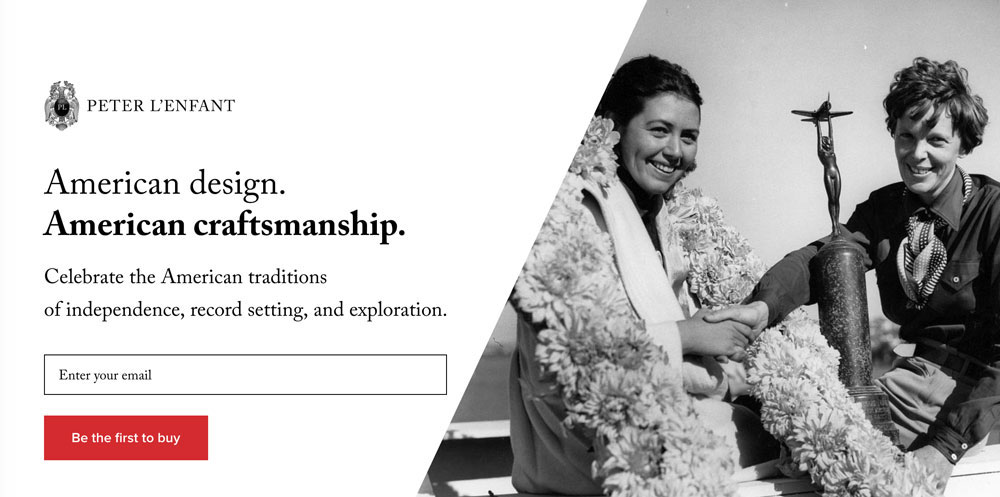 PL
PETER L'ENFANT
American design.
American craftsmanship.
Celebrate the American traditions
of independence, record setting, and exploration.
Enter your email
Be the first to buy